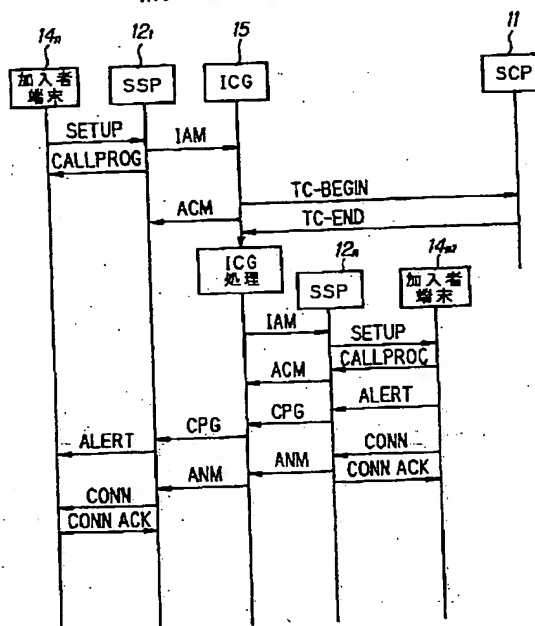 14n 12₁ 15 11
加入者
端末
SSP
ICG
SCP
SETUP
IAM
CALLPROG
TC-BEGIN
ACM
TC-END
ICG
処理
12n
14m
SSP
加入者
端末
IAM
SETUP
CALLPROC
ACM
ALERT
CPG
CPG
ALERT
CONN
ANM
ANM
CONN ACK
CONN
CONN ACK